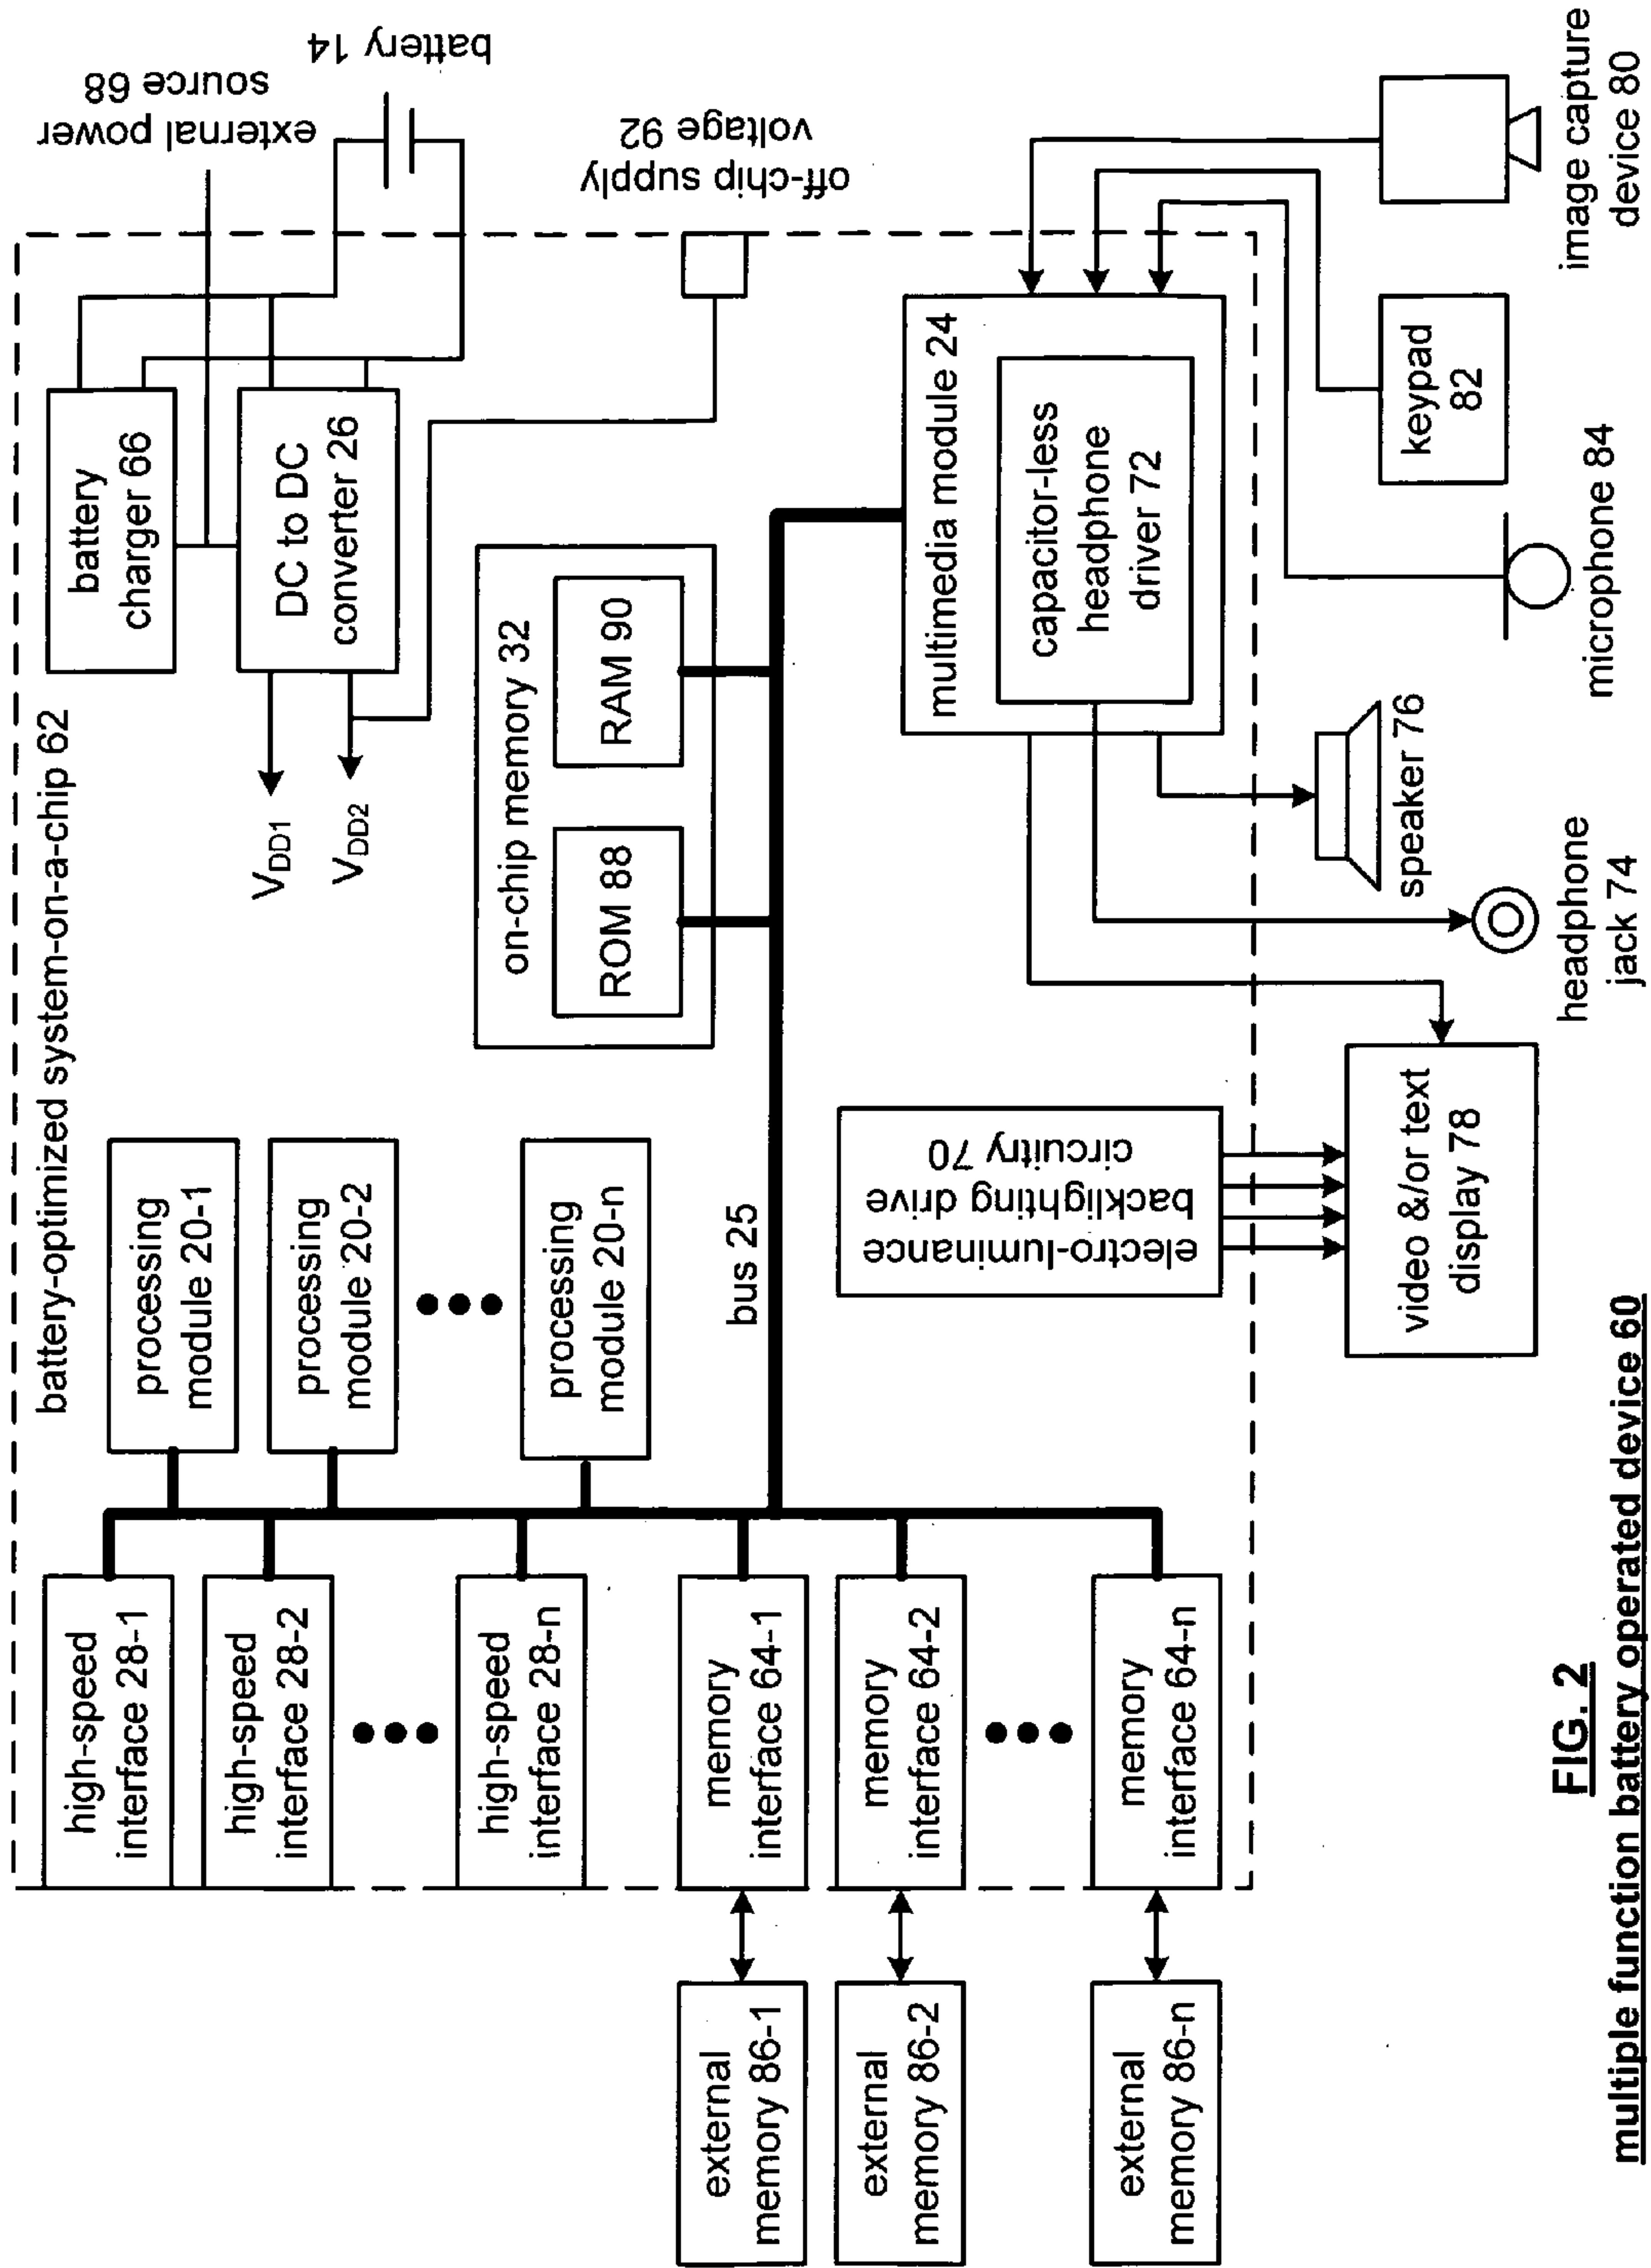 battery-optimized system-on-a-chip 62
high-speed
interface 28-1
high-speed
interface 28-2
high-speed
interface 28-n
memory
interface 64-1
memory
interface 64-2
memory
interface 64-n
external
memory 86-1
external
memory 86-2
external
memory 86-n
processing
module 20-1
processing
module 20-2
processing
module 20-n
bus 25
on-chip memory 32
ROM 88
RAM 90
battery
charger 66
DC to DC
converter 26
VDD1
VDD2
external power
source 68
battery 14
off-chip supply
voltage 92
multimedia module 24
capacitor-less
headphone
driver 72
electro-luminance
backlighting drive
circuitry 70
video &/or text
display 78
headphone
jack 74
speaker 76
microphone 84
keypad
82
image capture
device 80
FIG. 2
multiple function battery operated device 60